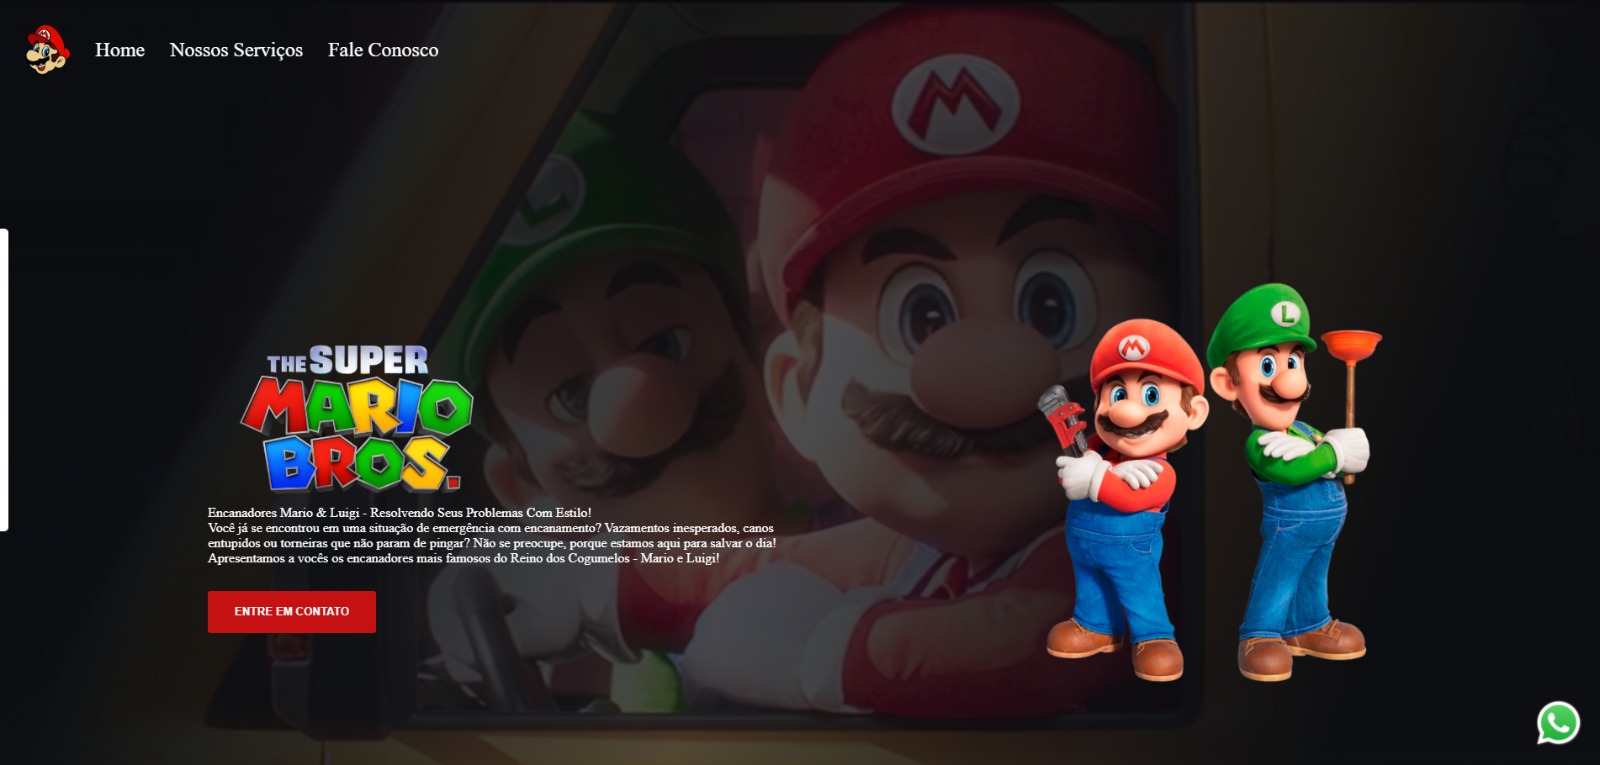 Home
Nossos Serviços
Fale Conosco
M
L
M
L
THE SUPER
MARIO
BROS.
Encanadores Mario & Luigi - Resolvendo Seus Problemas Com Estilo!
Você já se encontrou em uma situação de emergência com encanamento? Vazamentos inesperados, canos
entupidos ou torneiras que não param de pingar? Não se preocupe, porque estamos aqui para salvar o dia!
Apresentamos a vocês os encanadores mais famosos do Reino dos Cogumelos - Mario e Luigi!
ENTRE EM CONTATO